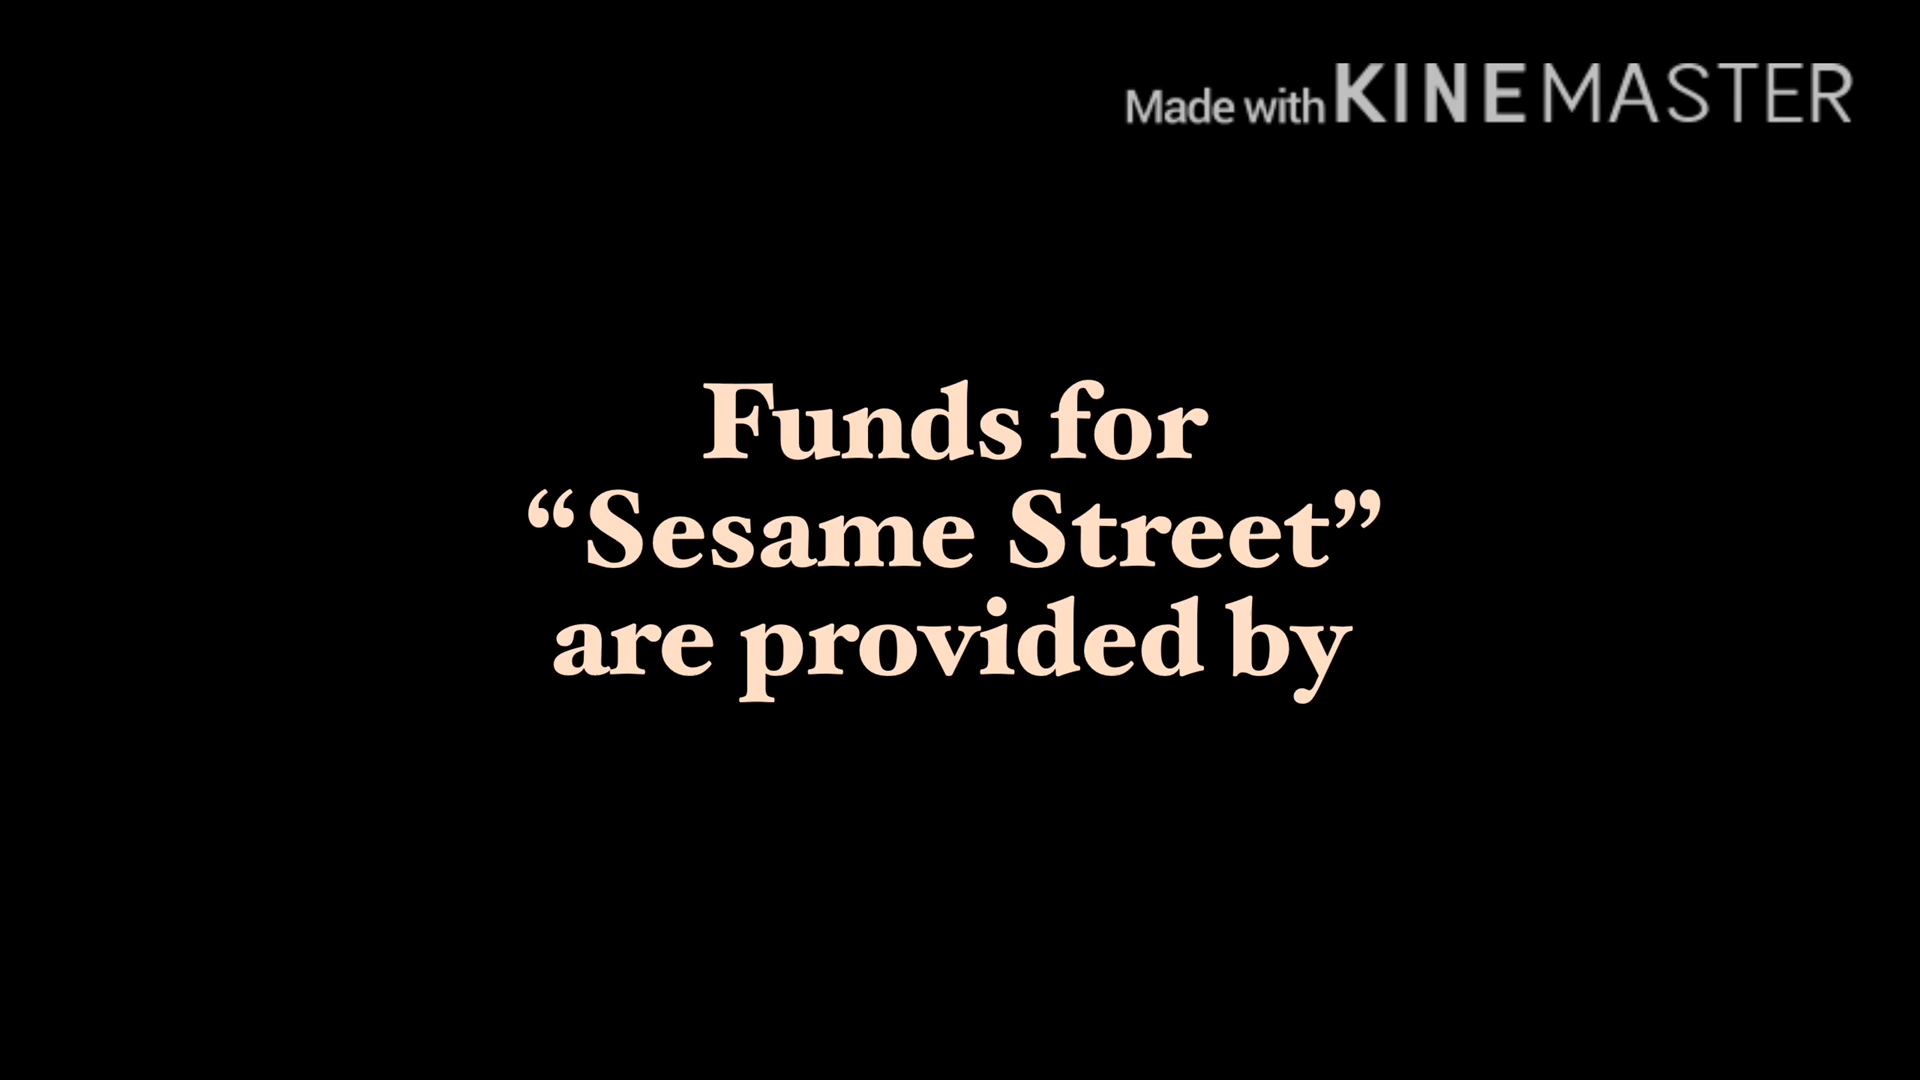 Made with KINEMASTER
Funds for
“Sesame Street”
are provided by